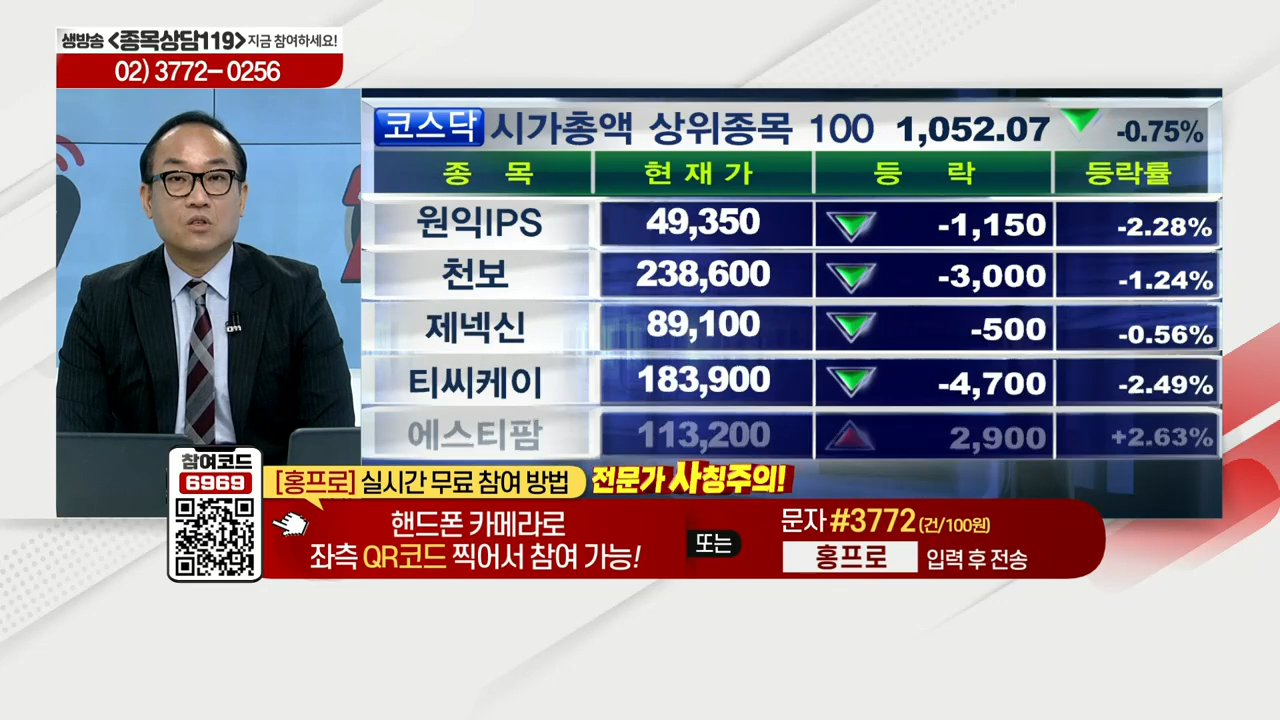 생방송 <종목상담119> 지금 참여하세요!
02) 3772-0256
코스닥 시가총액 상위종목 100 1,052.07 -0.75%
종 목 현재가 등 락 등락률
원익IPS 49,350 -1,150 -2.28%
천보 238,600 -3,000 -1.24%
제넥신 89,100 -500 -0.56%
티씨케이 183,900 -4,700 -2.49%
에스티팜 113,200 2,900 +2.63%
참여코드
6969
[홍프로] 실시간 무료 참여 방법 전문가 사칭주의!
핸드폰 카메라로
좌측 QR코드 찍어서 참여 가능!
또는
문자 #3772 (건/100원)
홍프로 입력 후 전송